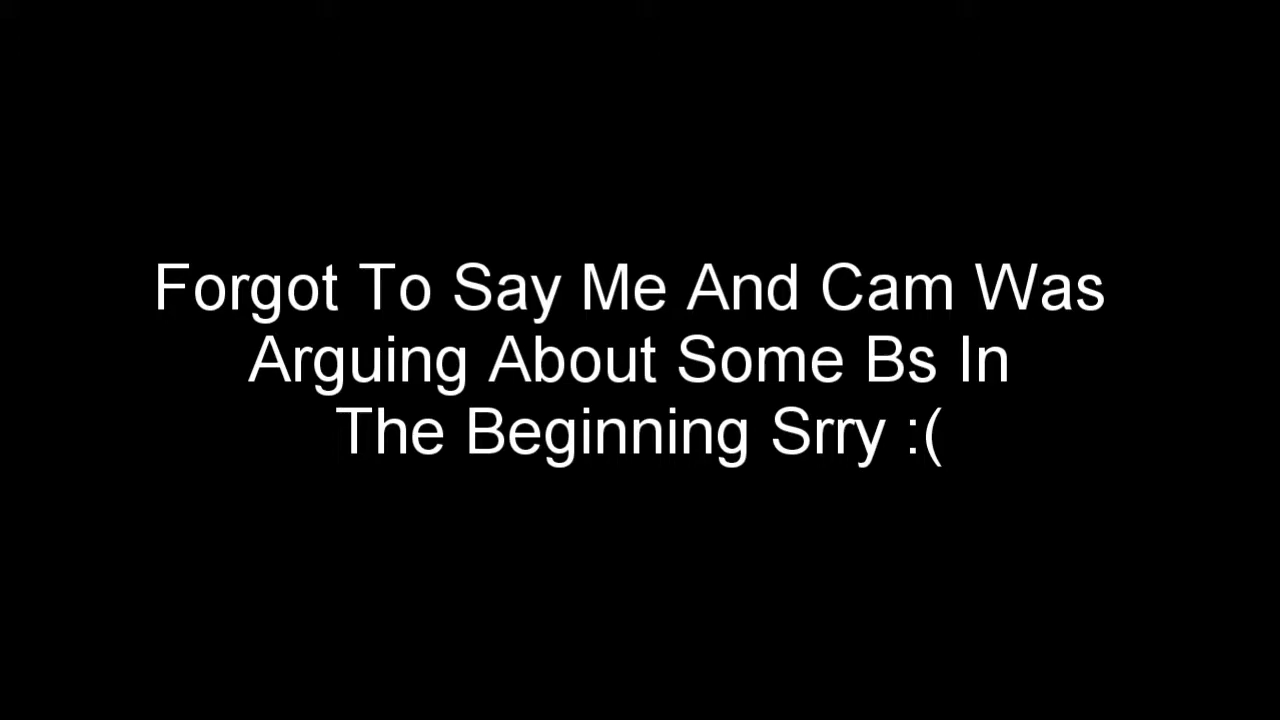 Forgot To Say Me And Cam Was
Arguing About Some Bs In
The Beginning Srry :(